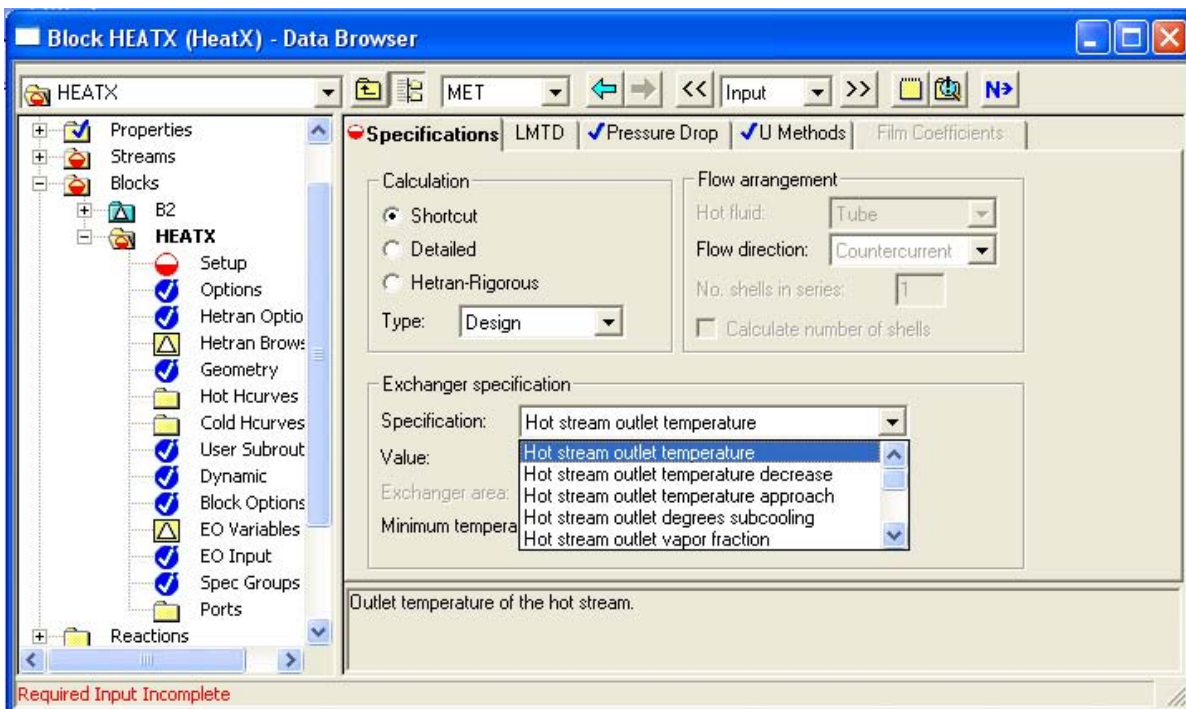 Block HEATX (HeatX) - Data Browser
HEATX
MET
<<
Input
>>
N>
Properties
Streams
Blocks
B2
HEATX
Setup
Options
Hetran Optio
Hetran Brows
Geometry
Hot Hcurves
Cold Hcurves
User Subrout
Dynamic
Block Options
EO Variables
EO Input
Spec Groups
Ports
Reactions
Specifications LMTD Pressure Drop U Methods Film Coefficients
Calculation
Shortcut
Detailed
Hetran-Rigorous
Type: Design
Flow arrangement
Hot fluid: Tube
Flow direction: Countercurrent
No. shells in series: 1
Calculate number of shells
Exchanger specification
Specification: Hot stream outlet temperature
Value:
Exchanger area:
Minimum tempera
Hot stream outlet temperature
Hot stream outlet temperature decrease
Hot stream outlet temperature approach
Hot stream outlet degrees subcooling
Hot stream outlet vapor fraction
Outlet temperature of the hot stream.
Required Input Incomplete